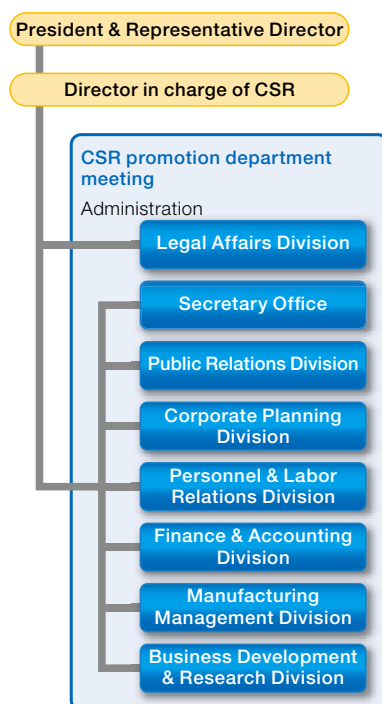 President & Representative Director
Director in charge of CSR
CSR promotion department
meeting
Administration
Legal Affairs Division
Secretary Office
Public Relations Division
Corporate Planning
Division
Personnel & Labor
Relations Division
Finance & Accounting
Division
Manufacturing
Management Division
Business Development
& Research Division